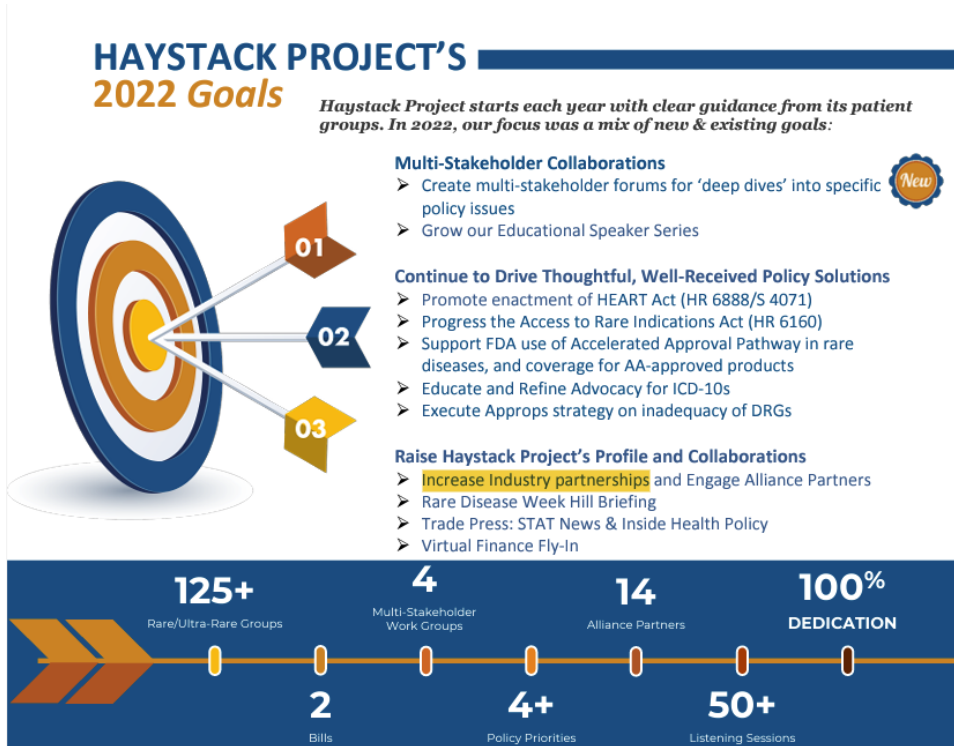 HAYSTACK PROJECT’S
2022 Goals
Haystack Project starts each year with clear guidance from its patient
groups. In 2022, our focus was a mix of new & existing goals:
Multi-Stakeholder Collaborations
➢ Create multi-stakeholder forums for ‘deep dives’ into specific
policy issues
➢ Grow our Educational Speaker Series
New
01
Continue to Drive Thoughtful, Well-Received Policy Solutions
➢ Promote enactment of HEART Act (HR 6888/S 4071)
➢ Progress the Access to Rare Indications Act (HR 6160)
➢ Support FDA use of Accelerated Approval Pathway in rare
diseases, and coverage for AA-approved products
➢ Educate and Refine Advocacy for ICD-10s
➢ Execute Approps strategy on inadequacy of DRGs
02
03
Raise Haystack Project’s Profile and Collaborations
➢ Increase Industry partnerships and Engage Alliance Partners
➢ Rare Disease Week Hill Briefing
➢ Trade Press: STAT News & Inside Health Policy
➢ Virtual Finance Fly-In
125+
Rare/Ultra-Rare Groups
2
Bills
4
Multi-Stakeholder
Work Groups
4+
Policy Priorities
14
Alliance Partners
50+
Listening Sessions
100%
DEDICATION